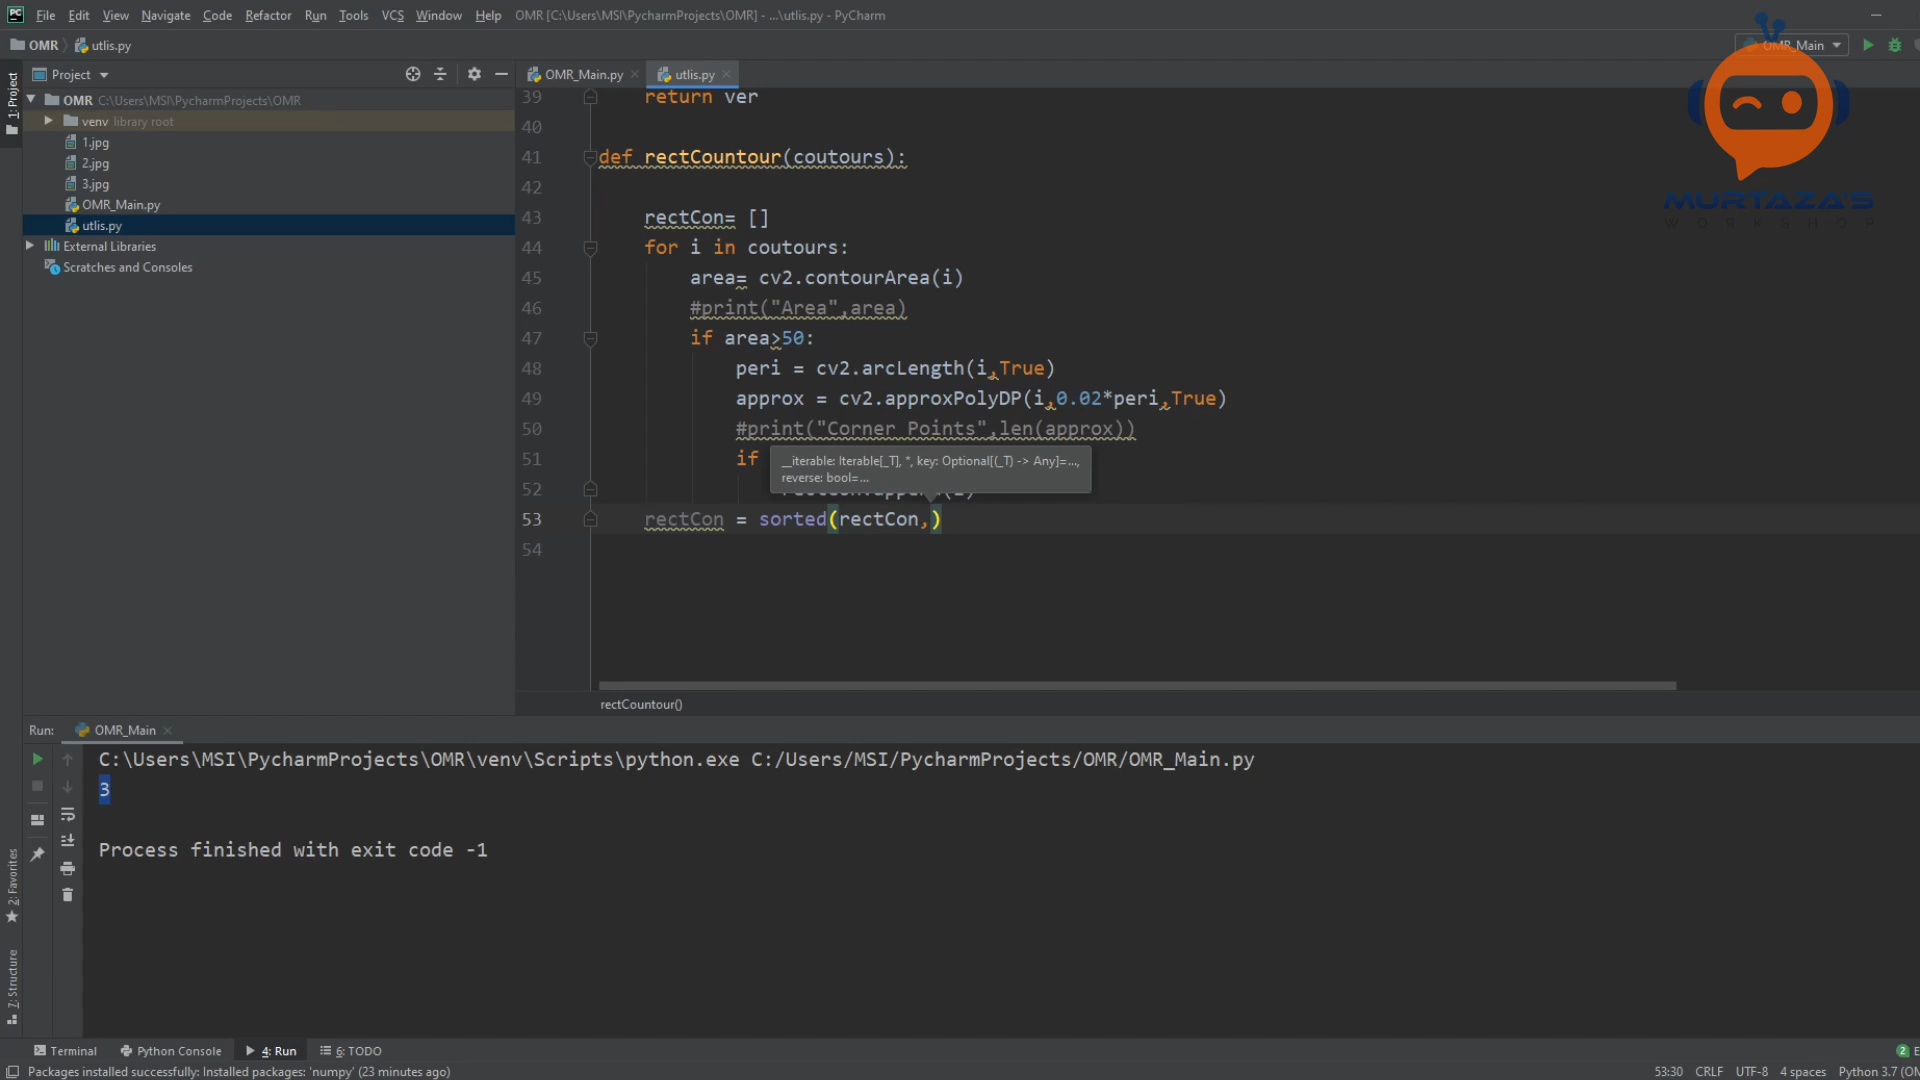 File Edit View Navigate Code Refactor Run Tools VCS Window Help OMR [C:\Users\MSI\PycharmProjects\OMR] - ...\utlis.py - PyCharm
OMR utlis.py
OMR_Main
Project
OMR_Main.py
utlis.py
1: Project
OMR C:\Users\MSI\PycharmProjects\OMR
venv library root
1.jpg
2.jpg
3.jpg
OMR_Main.py
utlis.py
External Libraries
Scratches and Consoles
39 return ver
40
41 def rectCountour(coutours):
42
43 rectCon= []
44 for i in coutours:
45 area= cv2.contourArea(i)
46 #print("Area",area)
47 if area>50:
48 peri = cv2.arcLength(i,True)
49 approx = cv2.approxPolyDP(i,0.02*peri,True)
50 #print("Corner Points",len(approx))
51 if
__iterable: Iterable[_T], *, key: Optional[(_T) -> Any]=...,
reverse: bool=...
52
53 rectCon = sorted(rectCon,)
54
rectCountour()
MURTAZA'S
WORKSHOP
Run: OMR_Main
C:\Users\MSI\PycharmProjects\OMR\venv\Scripts\python.exe C:/Users/MSI/PycharmProjects/OMR/OMR_Main.py
3
Process finished with exit code -1
2: Favorites
7: Structure
Terminal Python Console 4: Run 6: TODO
2
Packages installed successfully: Installed packages: 'numpy' (23 minutes ago)
53:30 CRLF UTF-8 4 spaces Python 3.7